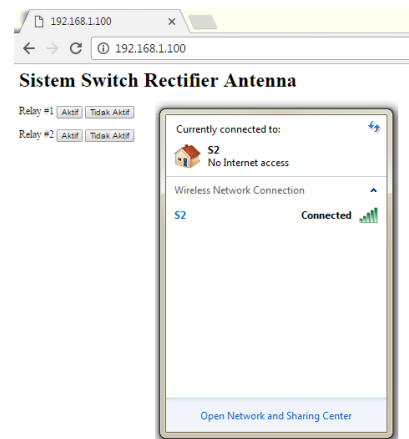 192.168.1.100
192.168.1.100
Sistem Switch Rectifier Antenna
Relay #1 Aktif Tidak Aktif
Relay #2 Aktif Tidak Aktif
Currently connected to:
S2
No Internet access
Wireless Network Connection
S2 Connected
Open Network and Sharing Center